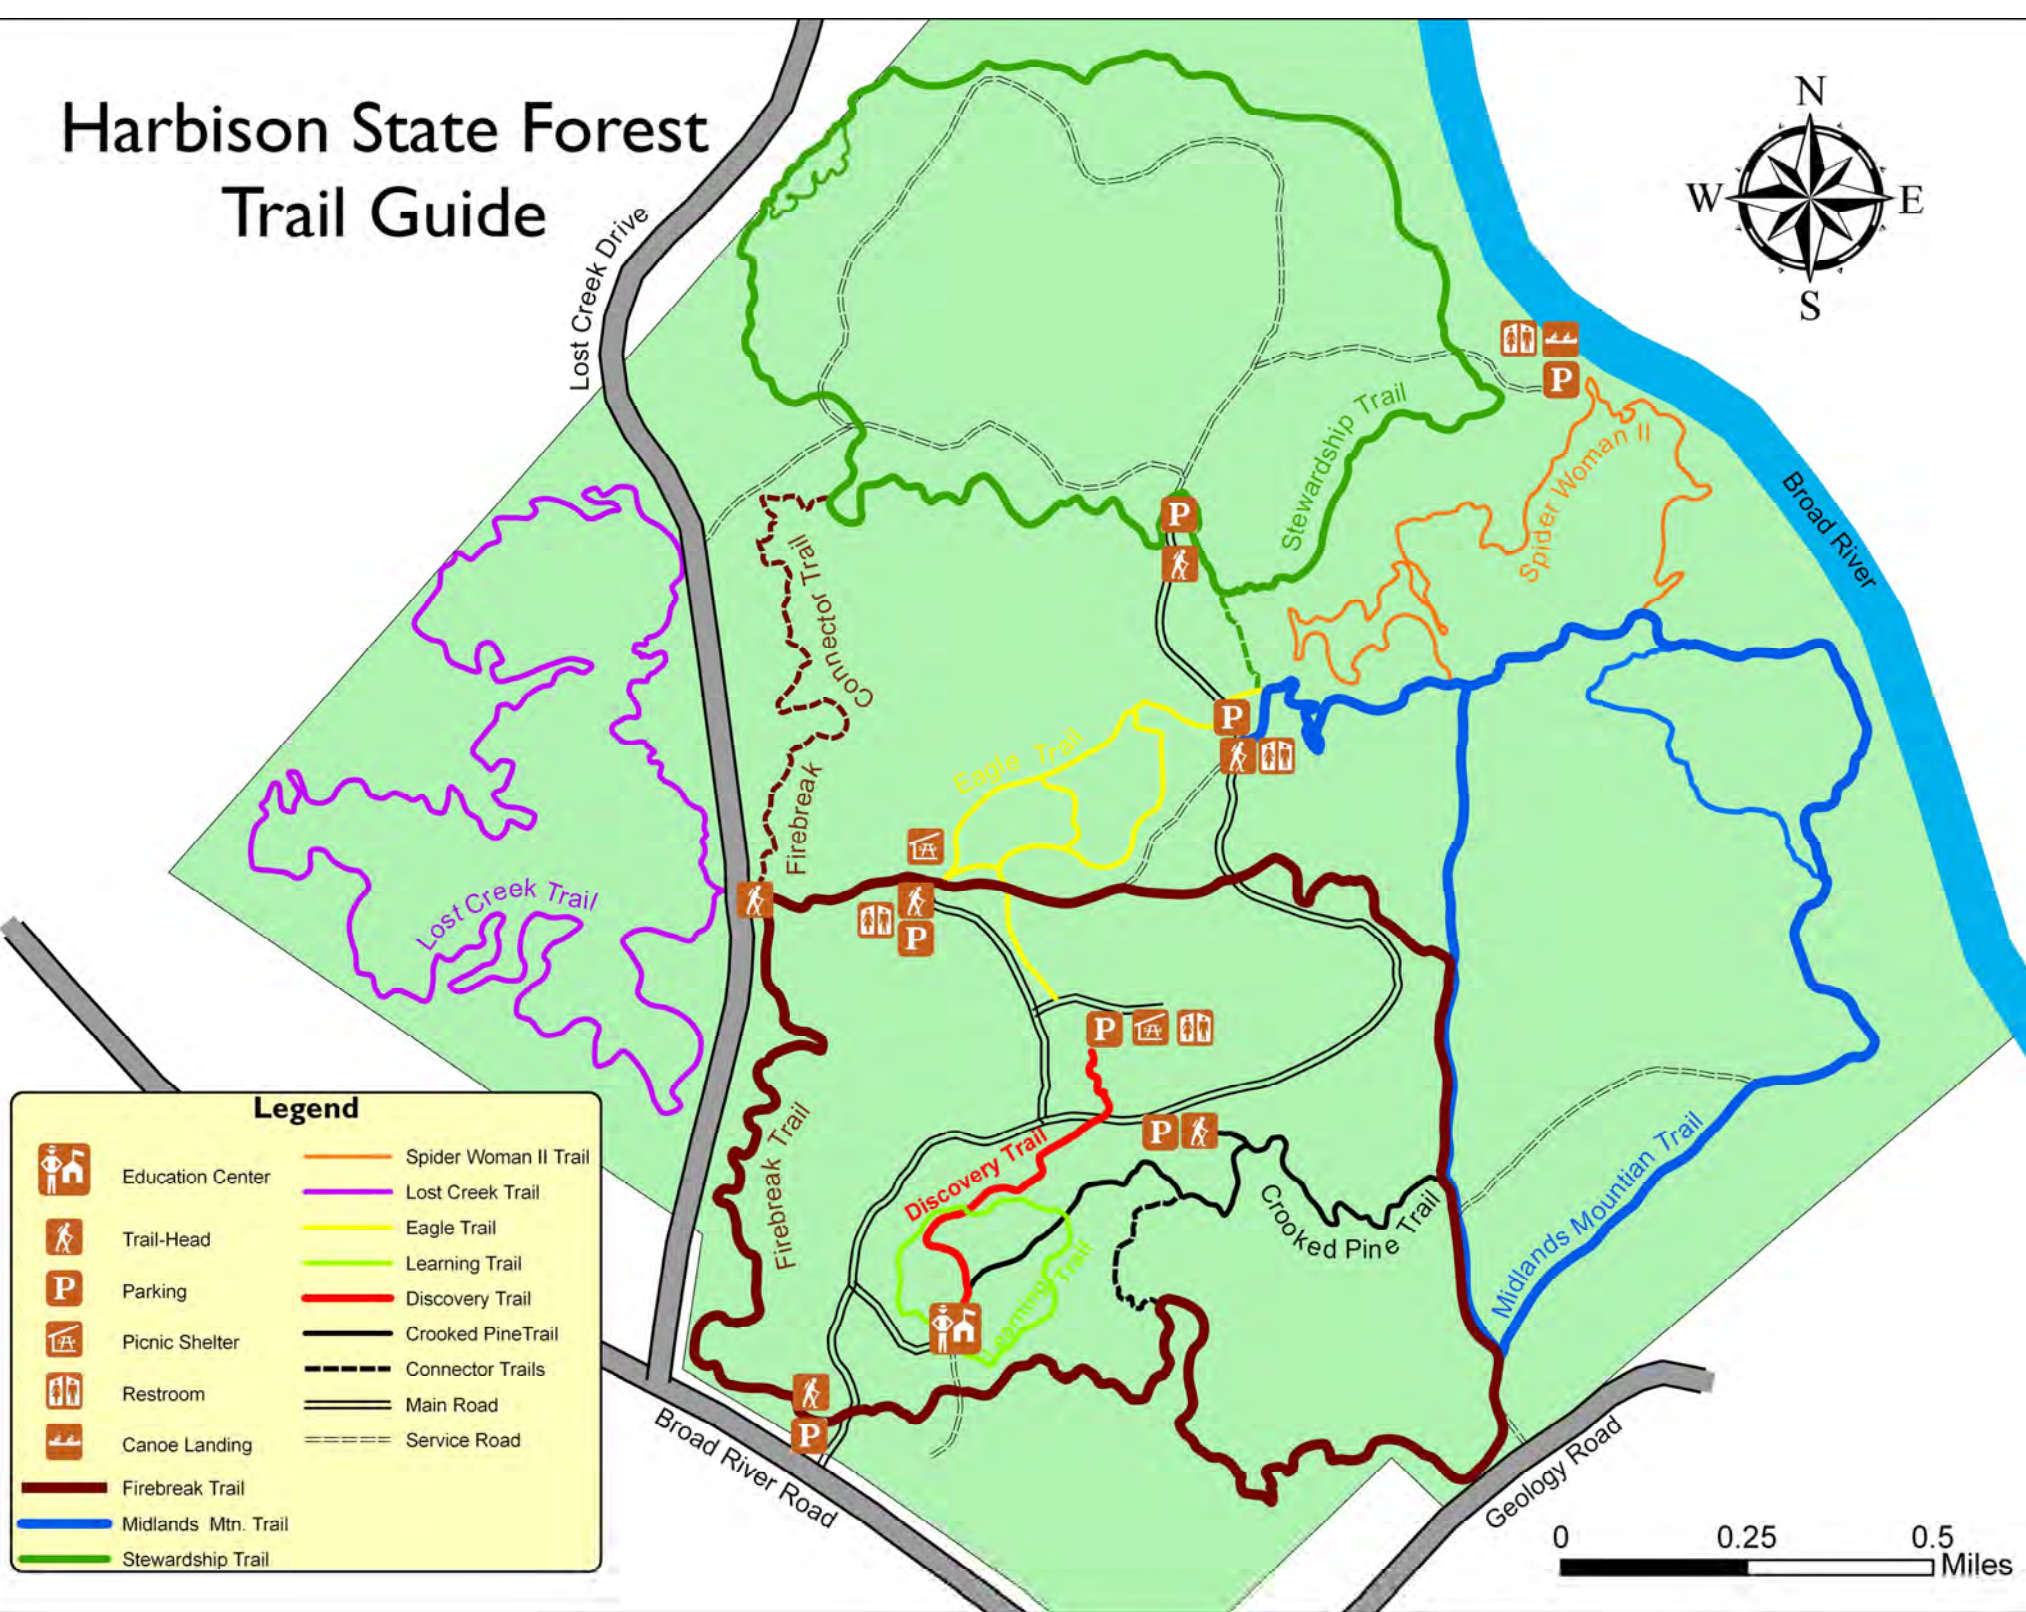 Harbison State Forest
Trail Guide
N
W
E
S
Lost Creek Drive
Stewardship Trail
P
Spider Woman II
Broad River
P
Connector Trail
Firebreak
P
Eagle Trail
Lost Creek Trail
P
P
Firebreak Trail
Discovery Trail
P
Crooked Pine Trail
Learning Trail
Midlands Mountian Trail
P
Broad River Road
Geology Road
0 0.25 0.5
Miles
Legend
Education Center
Trail-Head
P Parking
Picnic Shelter
Restroom
Canoe Landing
Firebreak Trail
Midlands Mtn. Trail
Stewardship Trail
Spider Woman II Trail
Lost Creek Trail
Eagle Trail
Learning Trail
Discovery Trail
Crooked PineTrail
Connector Trails
Main Road
Service Road